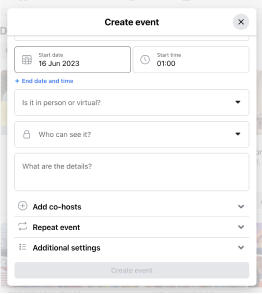 Create event
Start date
16 Jun 2023
Start time
01:00
+ End date and time
Is it in person or virtual?
Who can see it?
What are the details?
Add co-hosts
Repeat event
Additional settings
Create event